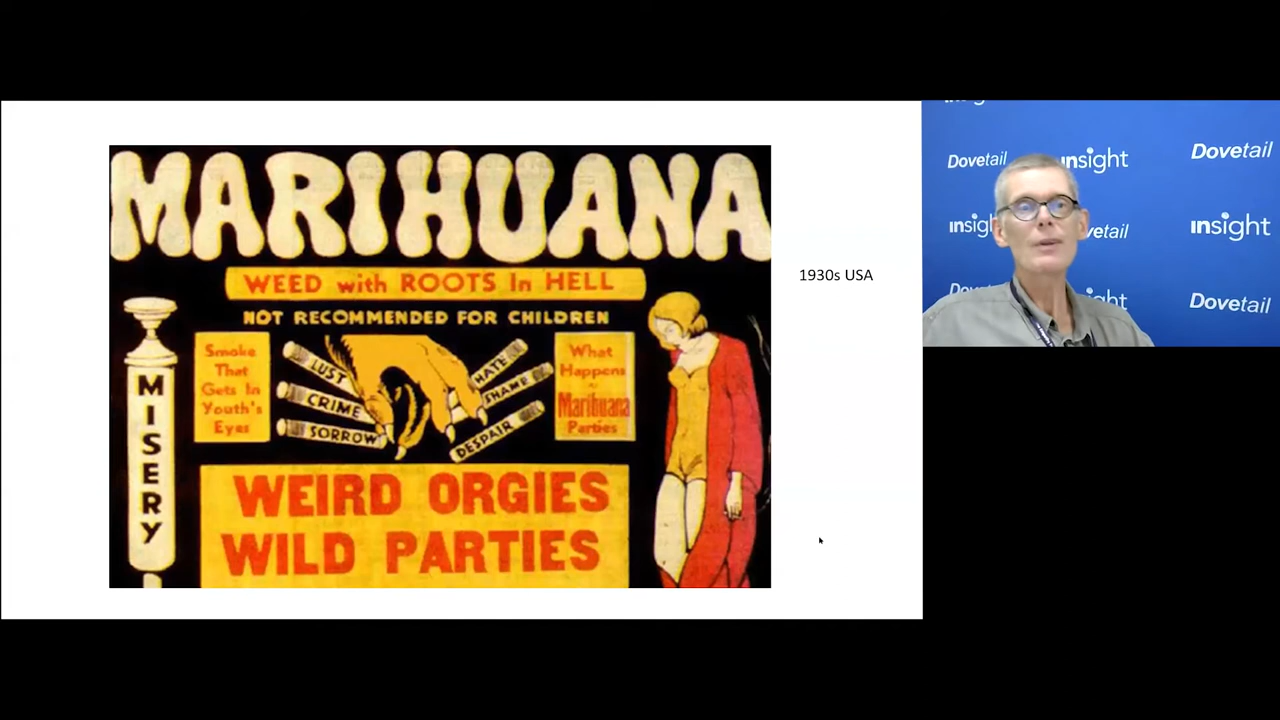 MARIHUANA
WEED with ROOTS in HELL
NOT RECOMMENDED FOR CHILDREN
MISERY
Smoke
That
Gets In
Youth's
Eyes
LUST
CRIME
SORROW
HATE
SHAME
DESPAIR
What
Happens
Marihuana
Parties
WEIRD ORGIES
WILD PARTIES
1930s USA
Dovetail insight Dovetail
insight Dovetail insight
Dovetail